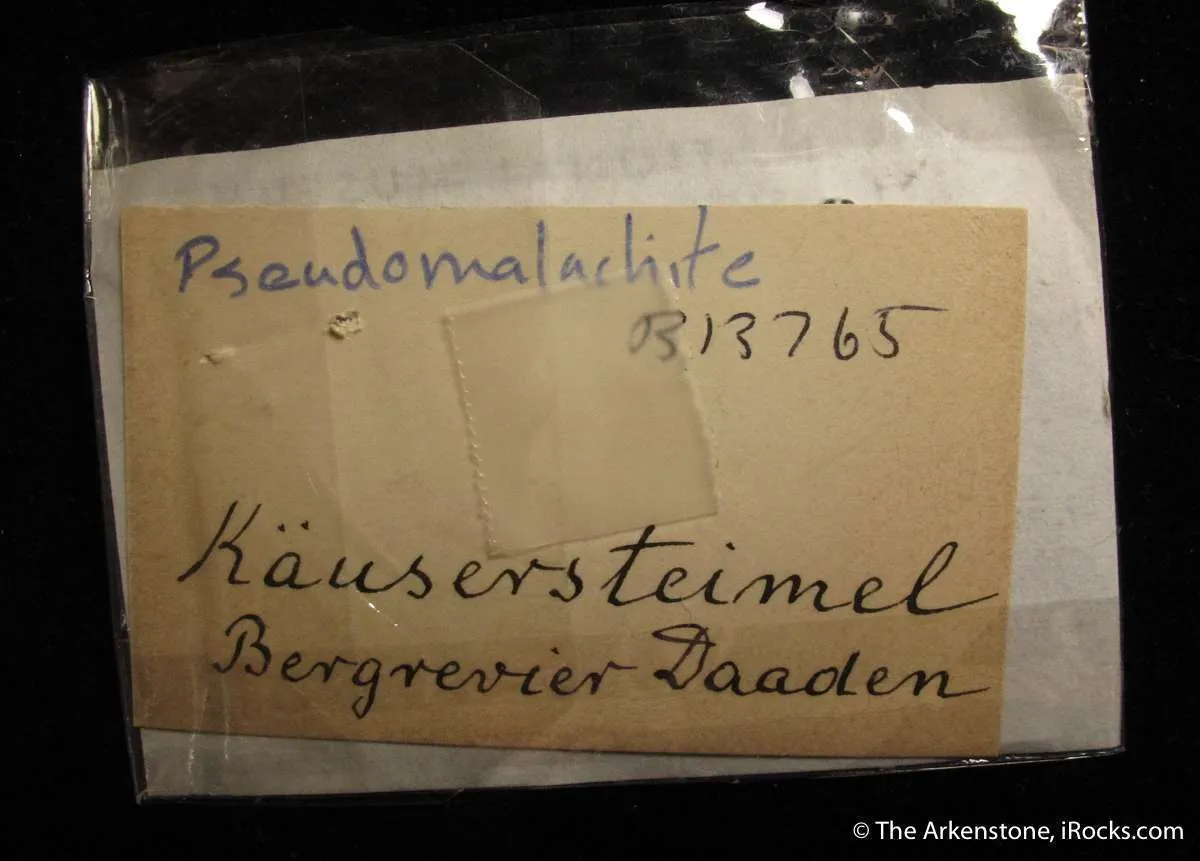 Pseudomalachite
B13765
Käusersteimel
Bergrevier Daaden
© The Arkenstone, iRocks.com